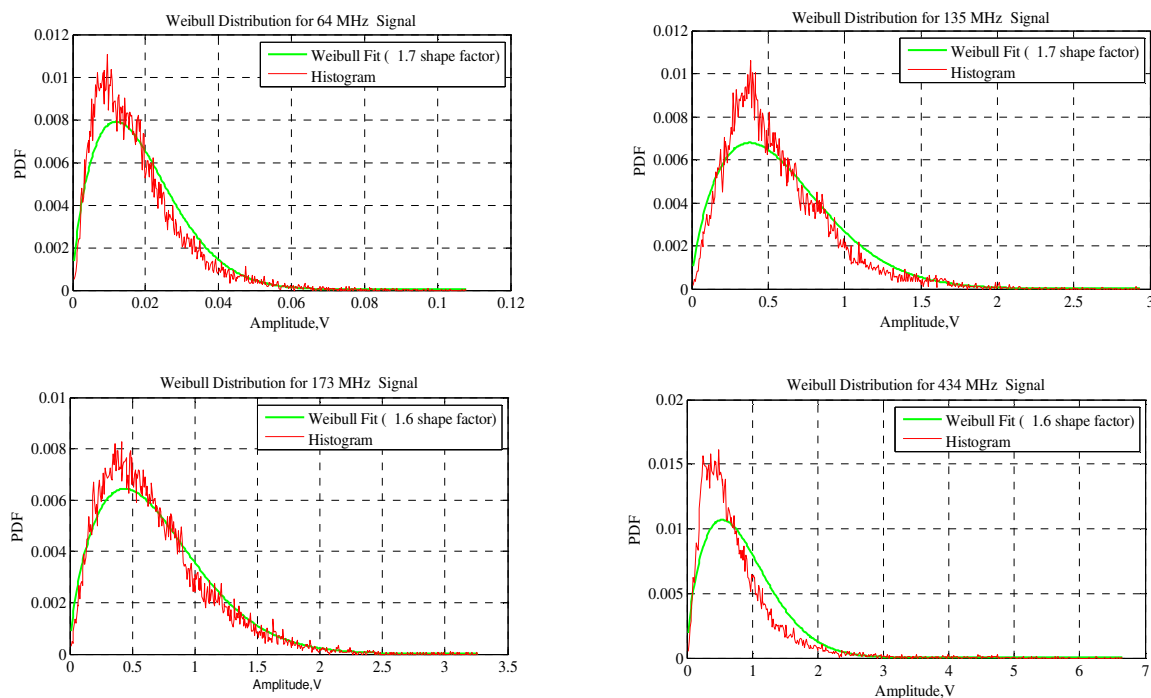 Weibull Distribution for 64 MHz Signal
0.012
0.01
0.008
0.006
0.004
0.002
0
PDF
Weibull Fit ( 1.7 shape factor)
Histogram
0 0.02 0.04 0.06 0.08 0.1 0.12
Amplitude,V
Weibull Distribution for 135 MHz Signal
0.012
0.01
0.008
0.006
0.004
0.002
0
PDF
Weibull Fit ( 1.7 shape factor)
Histogram
0 0.5 1 1.5 2 2.5 3
Amplitude,V
Weibull Distribution for 173 MHz Signal
0.01
0.008
0.006
0.004
0.002
0
PDF
Weibull Fit ( 1.6 shape factor)
Histogram
0 0.5 1 1.5 2 2.5 3 3.5
Amplitude,V
Weibull Distribution for 434 MHz Signal
0.02
0.015
0.01
0.005
0
PDF
Weibull Fit ( 1.6 shape factor)
Histogram
0 1 2 3 4 5 6 7
Amplitude,V